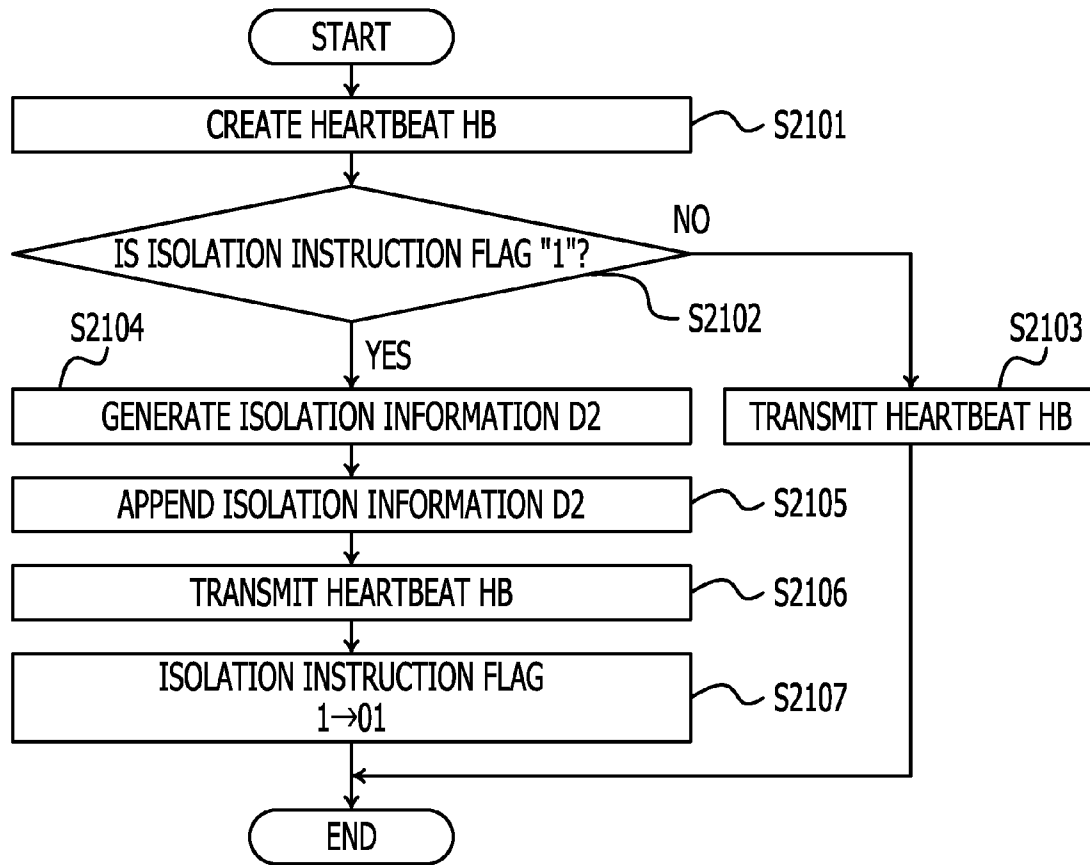 START
CREATE HEARTBEAT HB
S2101
IS ISOLATION INSTRUCTION FLAG "1"?
NO
S2102
S2104
S2103
YES
GENERATE ISOLATION INFORMATION D2
TRANSMIT HEARTBEAT HB
APPEND ISOLATION INFORMATION D2
S2105
TRANSMIT HEARTBEAT HB
S2106
ISOLATION INSTRUCTION FLAG
1→01
S2107
END